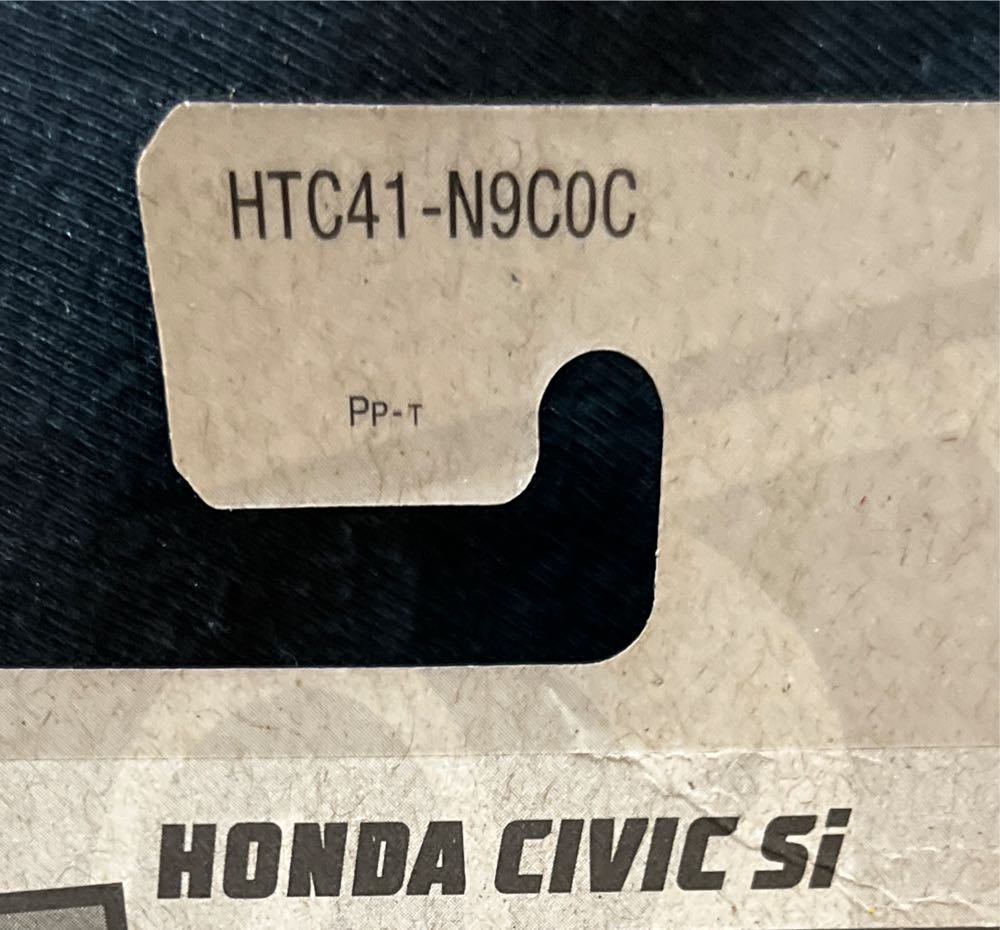 HTC41-N9C0C
PP-T
HONDA CIVIC Si